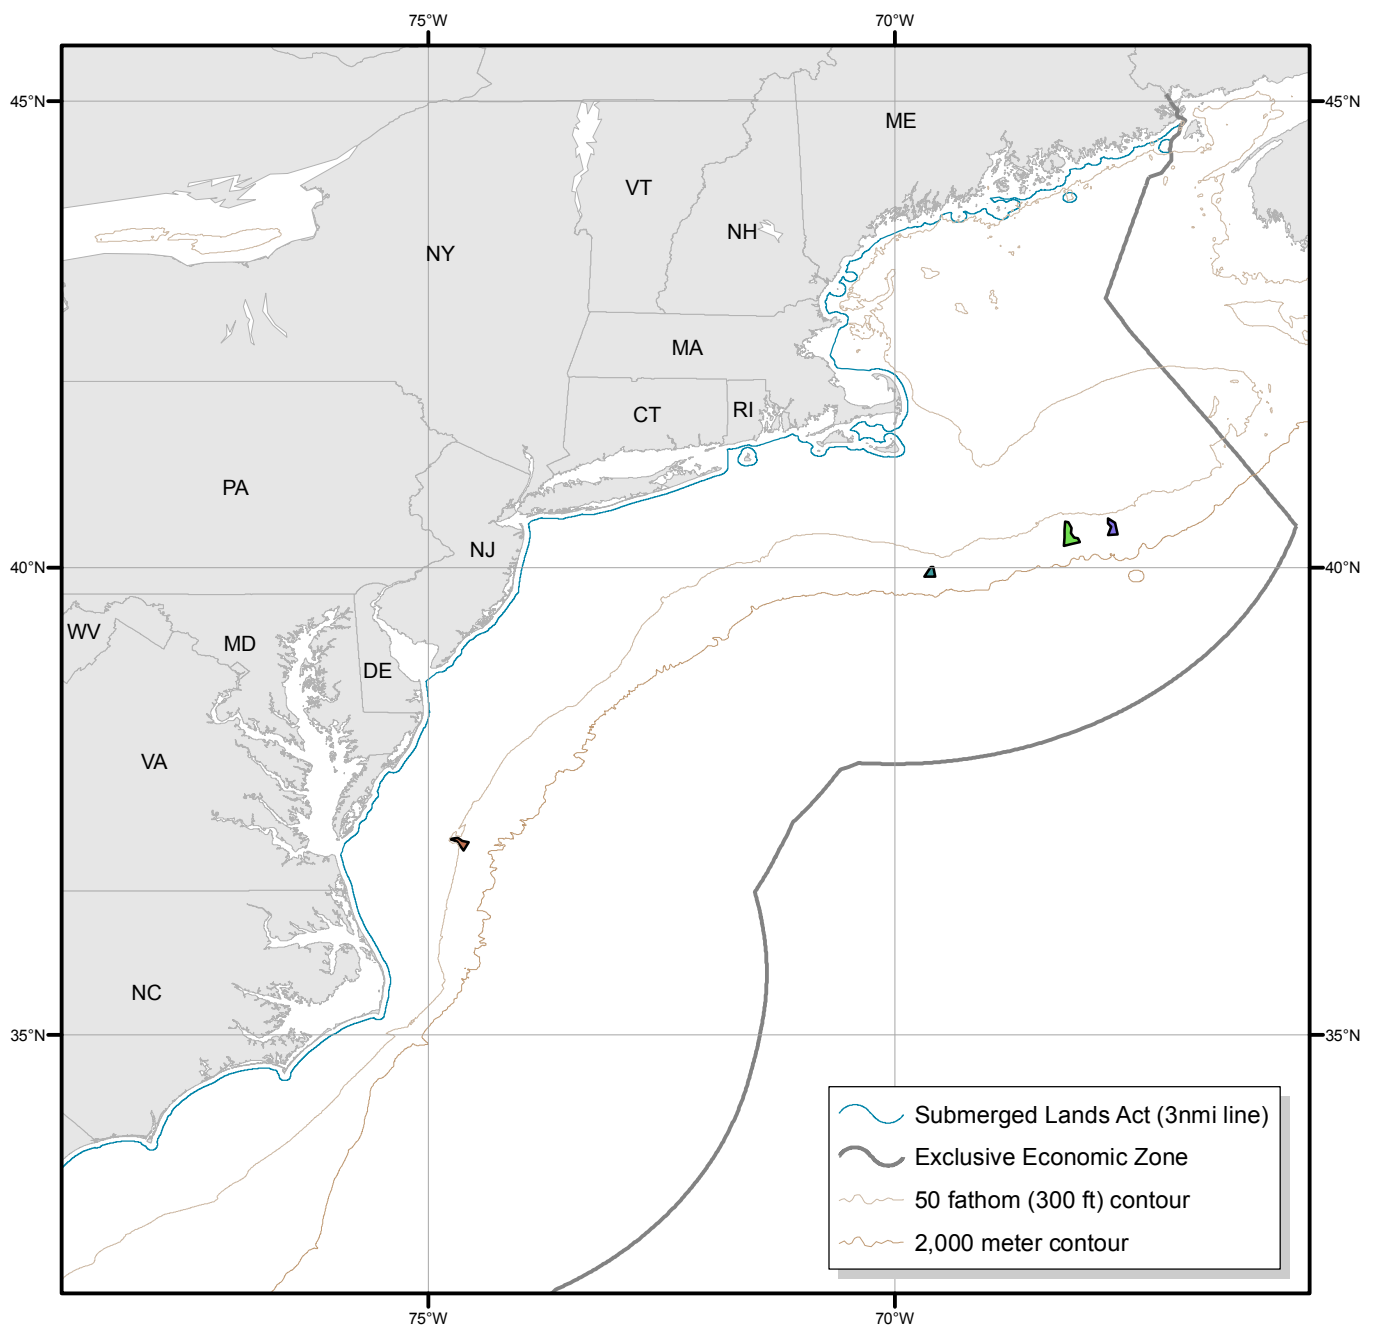 75°W 70°W
45°N 45°N
ME
VT
NH
NY
MA
CT RI
PA
NJ
40°N 40°N
WV
MD
DE
VA
NC
35°N 35°N
Submerged Lands Act (3nmi line)
Exclusive Economic Zone
50 fathom (300 ft) contour
2,000 meter contour
75°W 70°W